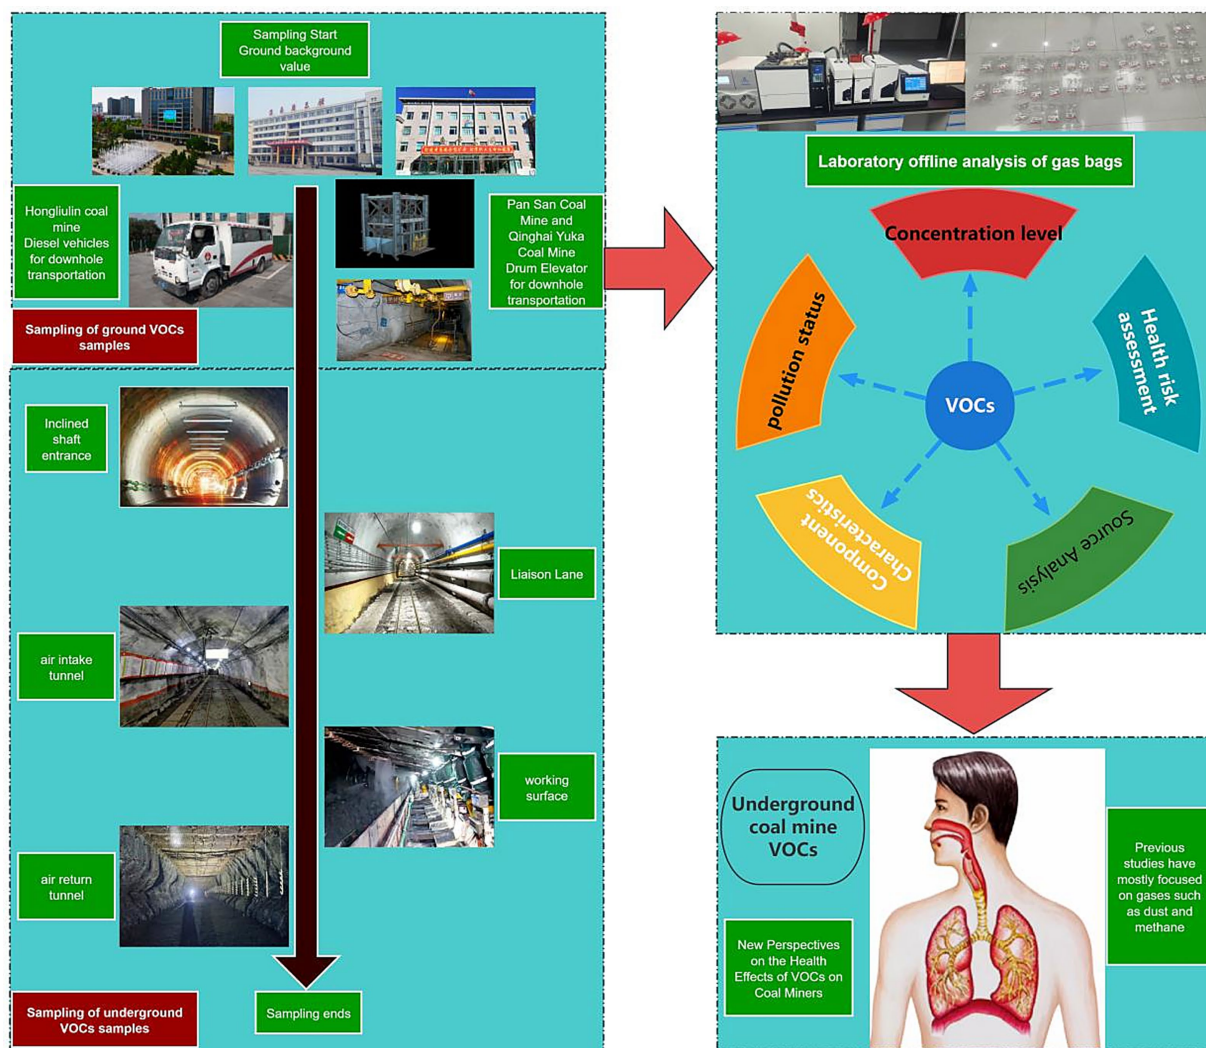 Sampling Start
Ground background
value
Hongliulin coal
mine
Diesel vehicles
for downhole
transportation
Pan San Coal
Mine and
Qinghai Yuka
Coal Mine
Drum Elevator
for downhole
transportation
Sampling of ground VOCs
samples
Inclined
shaft
entrance
Liaison Lane
air intake
tunnel
working
surface
air return
tunnel
Sampling of underground
VOCs samples
Sampling ends
Laboratory offline analysis of gas bags
Concentration level
pollution status
Health risk
assessment
VOCs
Component
Characteristics
Source Analysis
Underground
coal mine
VOCs
New Perspectives
on the Health
Effects of VOCs on
Coal Miners
Previous
studies have
mostly focused
on gases such
as dust and
methane